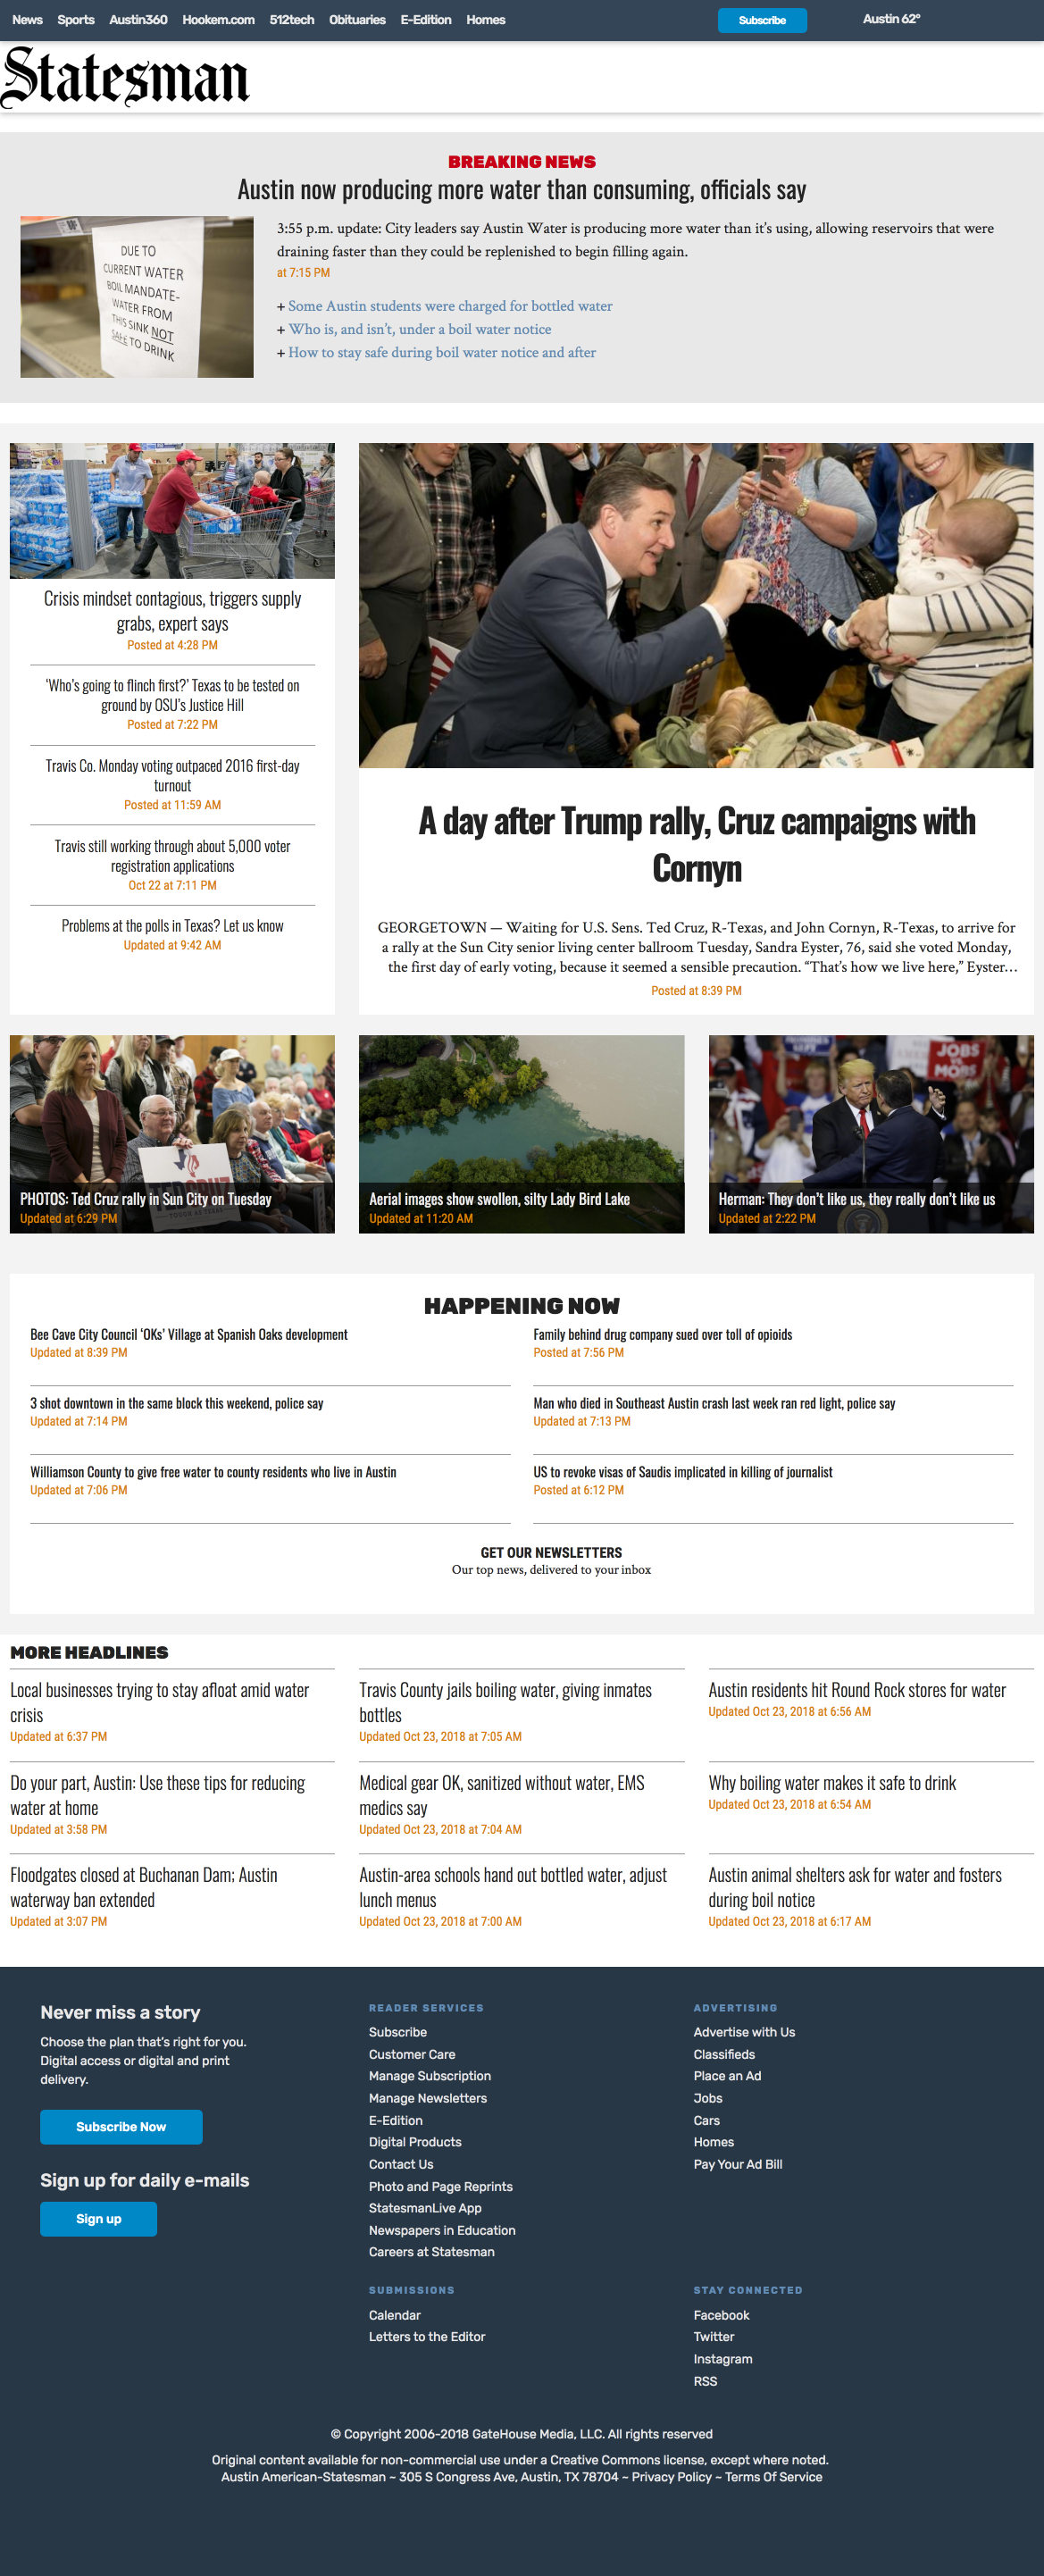 News Sports Austin360 Hookem.com 512tech Obituaries E-Edition Homes Subscribe Austin 62°
Statesman
BREAKING NEWS
Austin now producing more water than consuming, officials say
DUE TO
CURRENT WATER
BOIL MANDATE-
WATER FROM
THIS SINK NOT
SAFE TO DRINK
3:55 p.m. update: City leaders say Austin Water is producing more water than it’s using, allowing reservoirs that were
draining faster than they could be replenished to begin filling again.
at 7:15 PM
+ Some Austin students were charged for bottled water
+ Who is, and isn’t, under a boil water notice
+ How to stay safe during boil water notice and after
Crisis mindset contagious, triggers supply
grabs, expert says
Posted at 4:28 PM
‘Who’s going to flinch first?’ Texas to be tested on
ground by OSU’s Justice Hill
Posted at 7:22 PM
Travis Co. Monday voting outpaced 2016 first-day
turnout
Posted at 11:59 AM
Travis still working through about 5,000 voter
registration applications
Oct 22 at 7:11 PM
Problems at the polls in Texas? Let us know
Updated at 9:42 AM
A day after Trump rally, Cruz campaigns with
Cornyn
GEORGETOWN — Waiting for U.S. Sens. Ted Cruz, R-Texas, and John Cornyn, R-Texas, to arrive for
a rally at the Sun City senior living center ballroom Tuesday, Sandra Eyster, 76, said she voted Monday,
the first day of early voting, because it seemed a sensible precaution. “That’s how we live here,” Eyster…
Posted at 8:39 PM
PHOTOS: Ted Cruz rally in Sun City on Tuesday
Updated at 6:29 PM
Aerial images show swollen, silty Lady Bird Lake
Updated at 11:20 AM
JOBS
VS
MOBS
Herman: They don’t like us, they really don’t like us
Updated at 2:22 PM
HAPPENING NOW
Bee Cave City Council ‘OKs’ Village at Spanish Oaks development
Updated at 8:39 PM
Family behind drug company sued over toll of opioids
Posted at 7:56 PM
3 shot downtown in the same block this weekend, police say
Updated at 7:14 PM
Man who died in Southeast Austin crash last week ran red light, police say
Updated at 7:13 PM
Williamson County to give free water to county residents who live in Austin
Updated at 7:06 PM
US to revoke visas of Saudis implicated in killing of journalist
Posted at 6:12 PM
GET OUR NEWSLETTERS
Our top news, delivered to your inbox
MORE HEADLINES
Local businesses trying to stay afloat amid water
crisis
Updated at 6:37 PM
Travis County jails boiling water, giving inmates
bottles
Updated Oct 23, 2018 at 7:05 AM
Austin residents hit Round Rock stores for water
Updated Oct 23, 2018 at 6:56 AM
Do your part, Austin: Use these tips for reducing
water at home
Updated at 3:58 PM
Medical gear OK, sanitized without water, EMS
medics say
Updated Oct 23, 2018 at 7:04 AM
Why boiling water makes it safe to drink
Updated Oct 23, 2018 at 6:54 AM
Floodgates closed at Buchanan Dam; Austin
waterway ban extended
Updated at 3:07 PM
Austin-area schools hand out bottled water, adjust
lunch menus
Updated Oct 23, 2018 at 7:00 AM
Austin animal shelters ask for water and fosters
during boil notice
Updated Oct 23, 2018 at 6:17 AM
Never miss a story
Choose the plan that’s right for you.
Digital access or digital and print
delivery.
Subscribe Now
Sign up for daily e-mails
Sign up
READER SERVICES
Subscribe
Customer Care
Manage Subscription
Manage Newsletters
E-Edition
Digital Products
Contact Us
Photo and Page Reprints
StatesmanLive App
Newspapers in Education
Careers at Statesman
ADVERTISING
Advertise with Us
Classifieds
Place an Ad
Jobs
Cars
Homes
Pay Your Ad Bill
SUBMISSIONS
Calendar
Letters to the Editor
STAY CONNECTED
Facebook
Twitter
Instagram
RSS
© Copyright 2006-2018 GateHouse Media, LLC. All rights reserved
Original content available for non-commercial use under a Creative Commons license, except where noted.
Austin American-Statesman ~ 305 S Congress Ave, Austin, TX 78704 ~ Privacy Policy ~ Terms Of Service